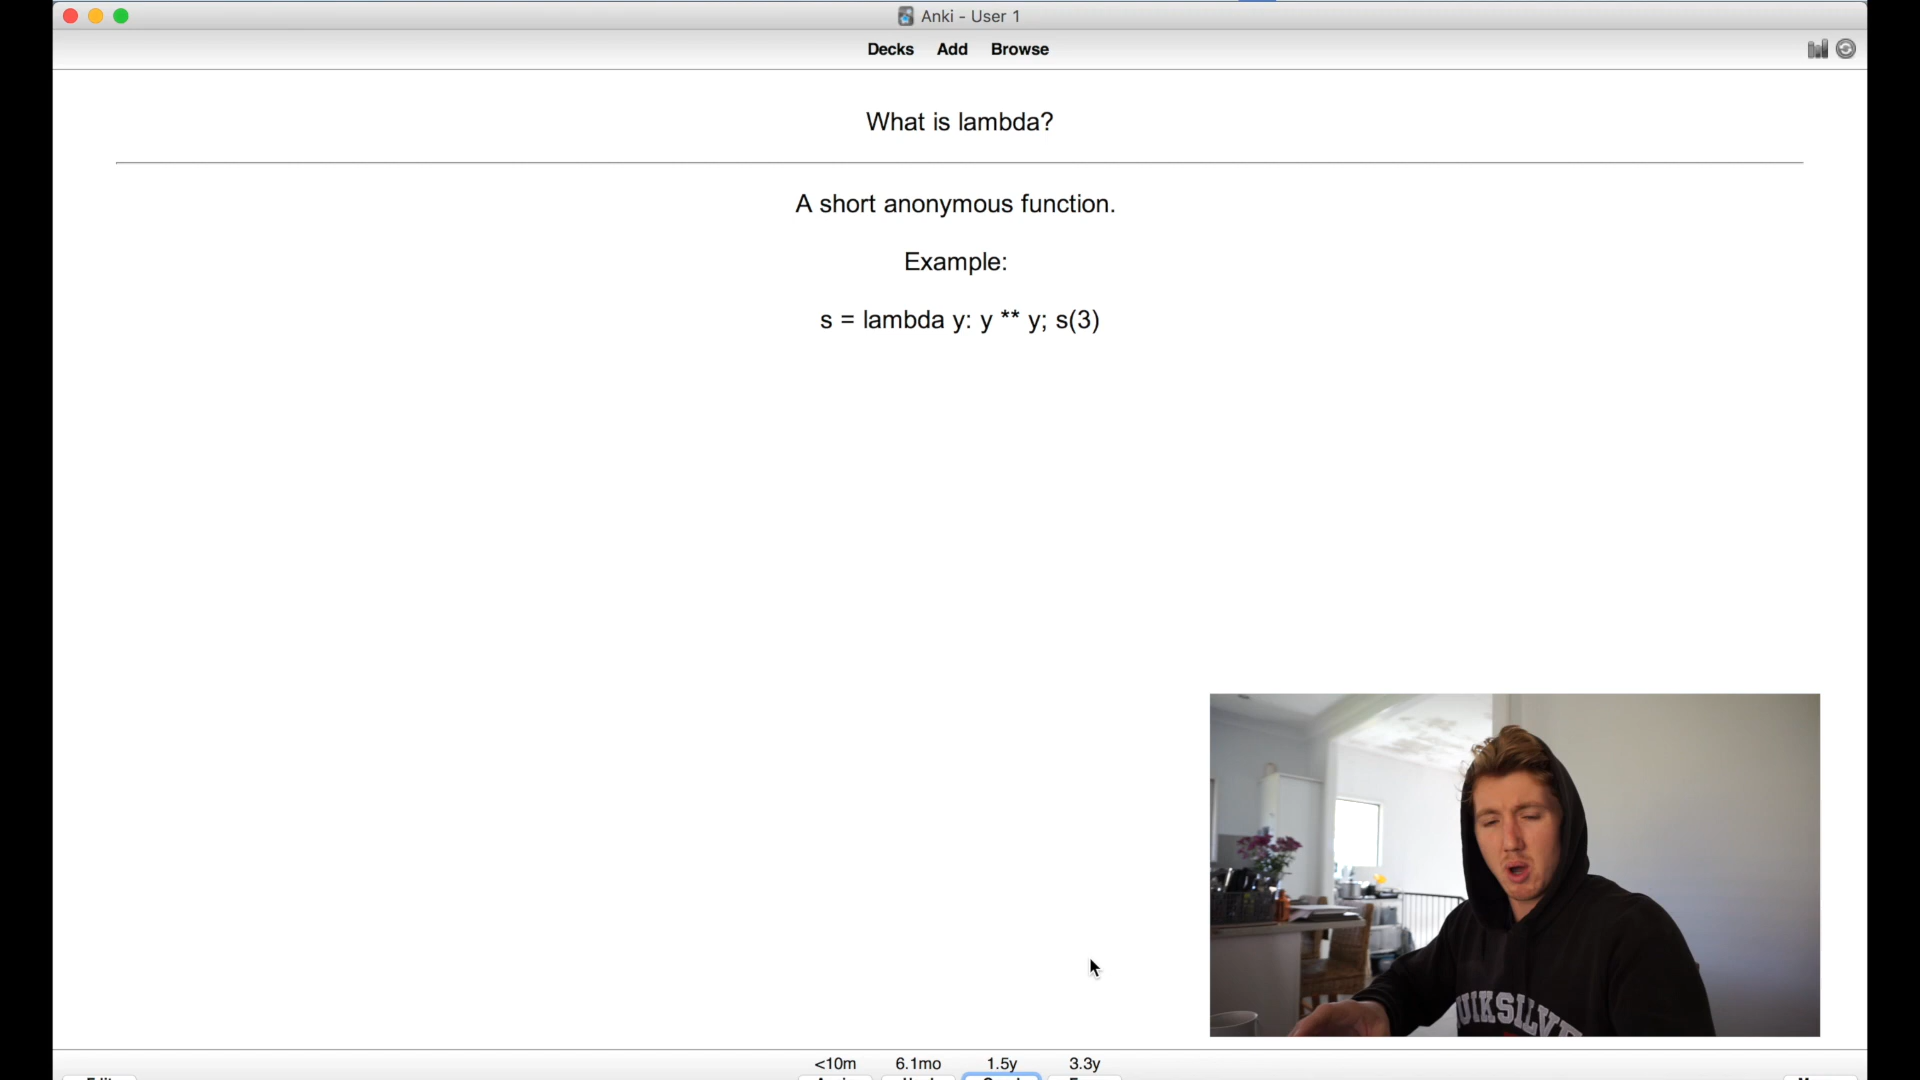 Anki - User 1
Decks Add Browse
What is lambda?
A short anonymous function.
Example:
s = lambda y: y ** y; s(3)
<10m 6.1mo 1.5y 3.3y